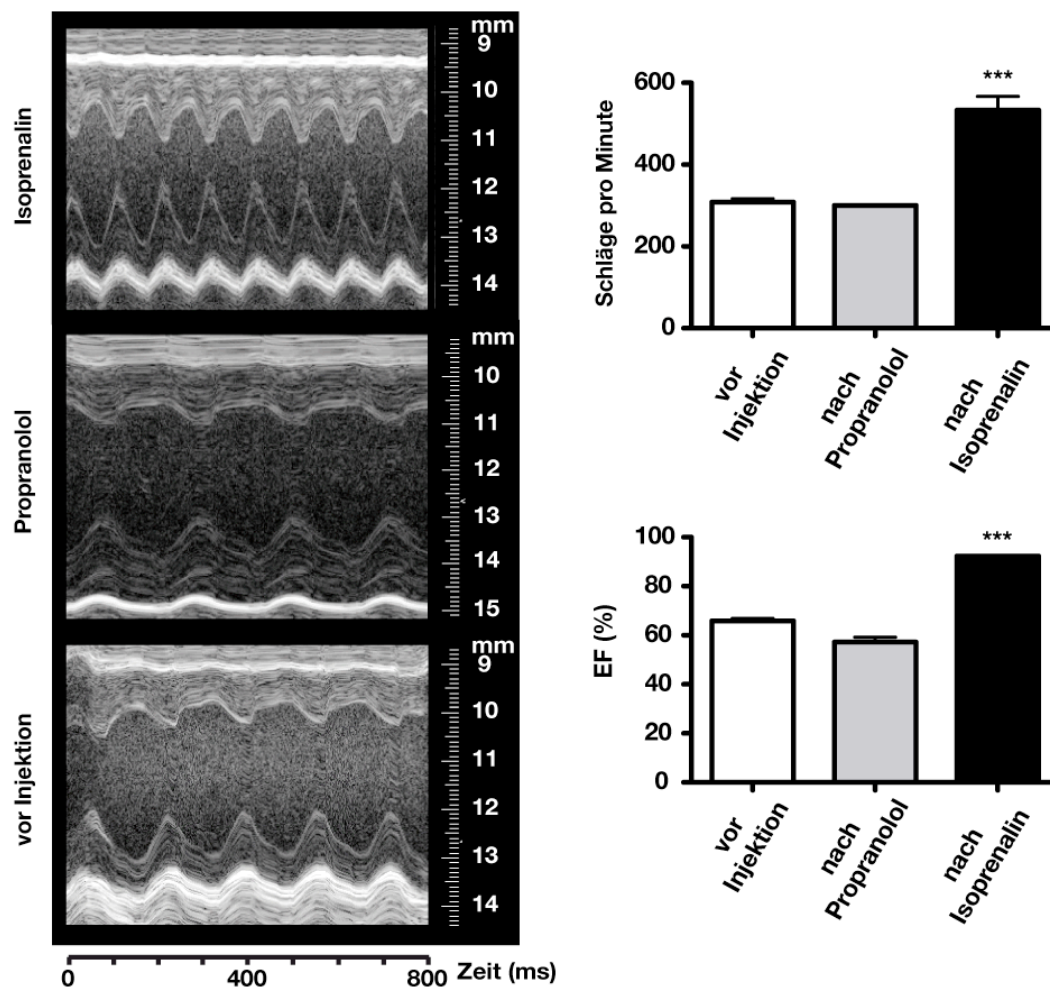 Isoprenalin
mm
9
10
11
12
13
14
Propranolol
mm
10
11
12
13
14
15
vor Injektion
mm
9
10
11
12
13
14
0
400
800
Zeit (ms)
Schläge pro Minute
600
400
200
0
***
vor
Injektion
nach
Propranolol
nach
Isoprenalin
EF (%)
100
80
60
40
20
0
***
vor
Injektion
nach
Propranolol
nach
Isoprenalin